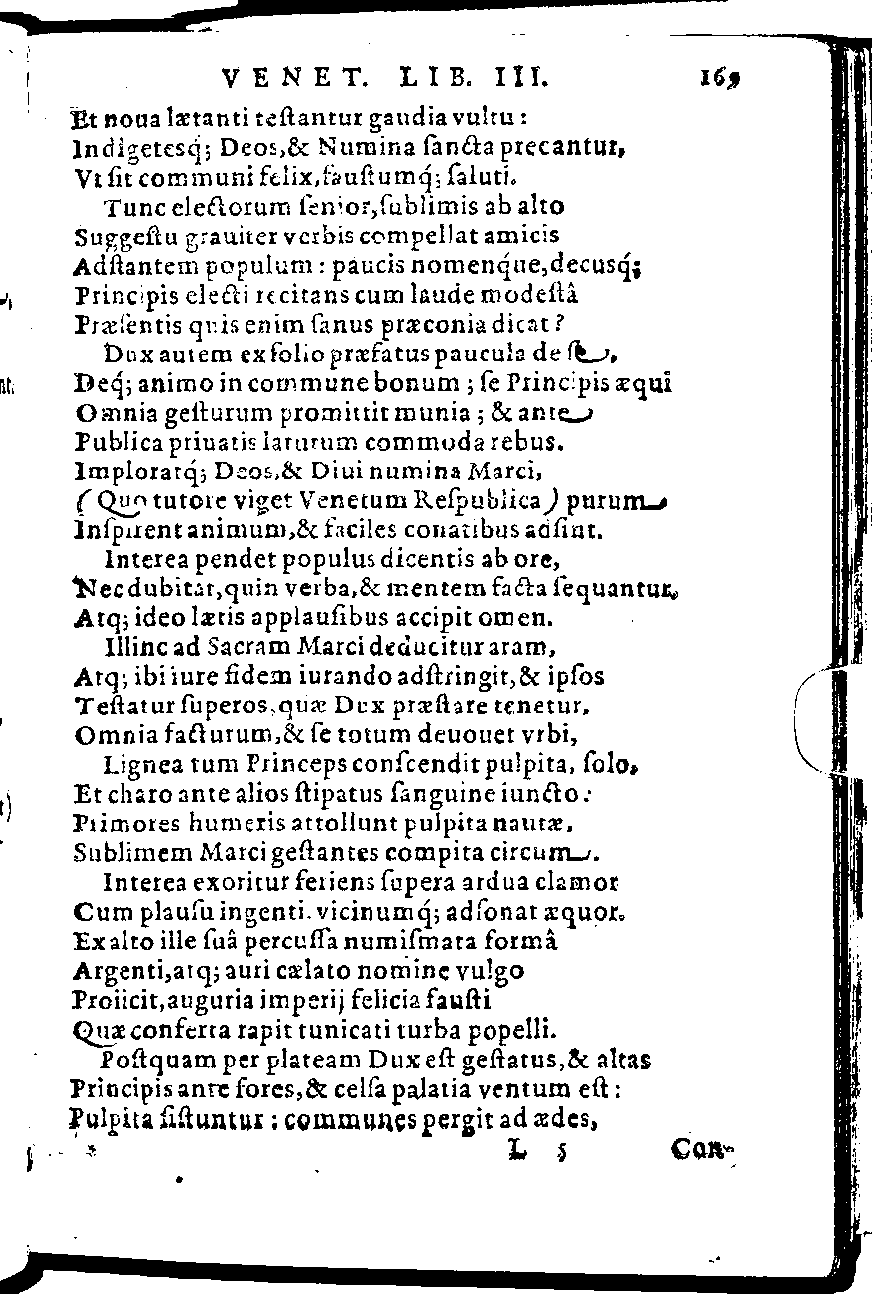 VENET. LIB. III. 169
Et noua lætanti teſtantur gaudia vultu:
Indigetesq́; Deos,& Numina ſancta precantur,
Vt ſit communi felix,fauſtumq́; ſaluti.
Tunc electorum ſenior,ſublimis ab alto
Suggeſtu grauiter verbis compellat amicis
Adſtantem populum: paucis nomenq́ue,decusq́;
Principis electi recitans cum laude modeſtâ
Præſentis quis enim ſanus præconia dicat?
Dux autem ex ſolio præfatus paucula de ſe,
Deq́; animo in commune bonum; ſe Principis æqui
Omnia geſturum promittit munia; & ante
Publica priuatis laturum commoda rebus.
Imploratq́; Deos,& Diui numina Marci,
(Quo tutore viget Venetum Reſpublica) purum
Inſpirent animum,& faciles conatibus adſint.
Interea pendet populus dicentis ab ore,
Nec dubitat,quin verba,& mentem facta ſequantur.
Atq; ideo lætis applauſibus accipit omen.
Illinc ad Sacram Marci deducitur aram,
Atq; ibi iure fidem iurando adſtringit,& ipſos
Teſtatur ſuperos,quæ Dux præſtare tenetur,
Omnia facturum,& ſe totum deuouet vrbi,
Lignea tum Princeps conſcendit pulpita, ſolo,
Et charo ante alios ſtipatus ſanguine iuncto:
Primores humeris attollunt pulpita nautæ,
Sublimem Marci geſtantes compita circum.
Interea exoritur feriens ſupera ardua clamor
Cum plauſu ingenti. vicinumq́; adſonat æquor.
Ex alto ille ſuâ percuſſa numiſmata formâ
Argenti,atq; auri cælato nomine vulgo
Proiicit,auguria imperij felicia fauſti
Quæ conferta rapit tunicati turba popelli.
Poſtquam per plateam Dux eſt geſtatus,& altas
Principis ante fores,& celſa palatia ventum eſt:
Pulpita ſiſtuntur: communes pergit ad ædes,
L 5 Con-